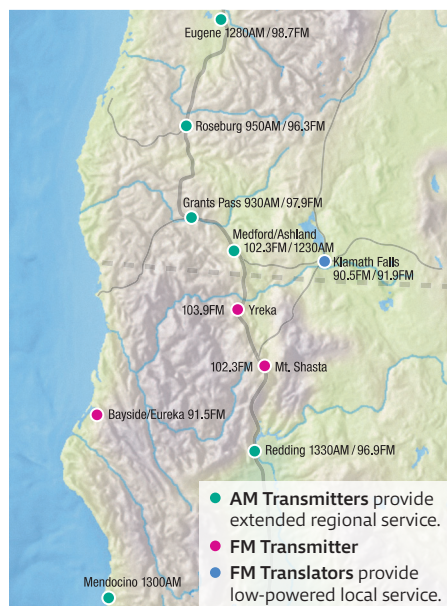 Eugene 1280AM / 98.7FM
Roseburg 950AM / 96.3FM
Grants Pass 930AM / 97.9FM
Medford/Ashland
102.3FM / 1230AM
Klamath Falls
90.5FM / 91.9FM
103.9FM Yreka
102.3FM Mt. Shasta
Bayside/Eureka 91.5FM
Redding 1330AM / 96.9FM
Mendocino 1300AM
AM Transmitters provide
extended regional service.
FM Transmitter
FM Translators provide
low-powered local service.